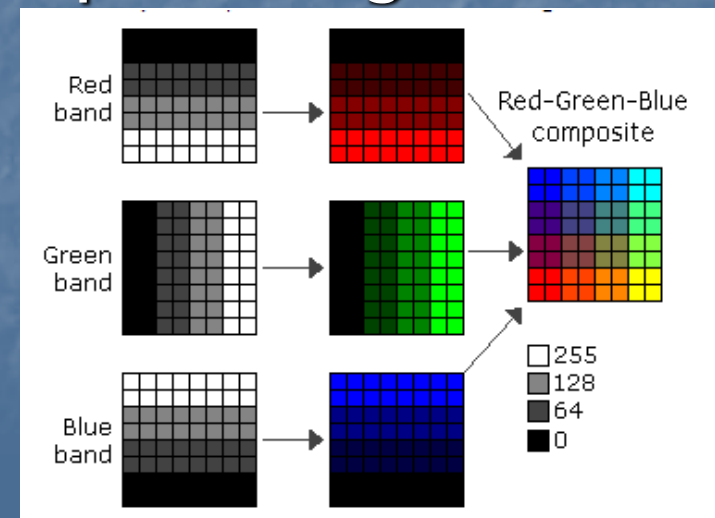 Red
band
Red-Green-Blue
composite
Green
band
Blue
band
255
128
64
0